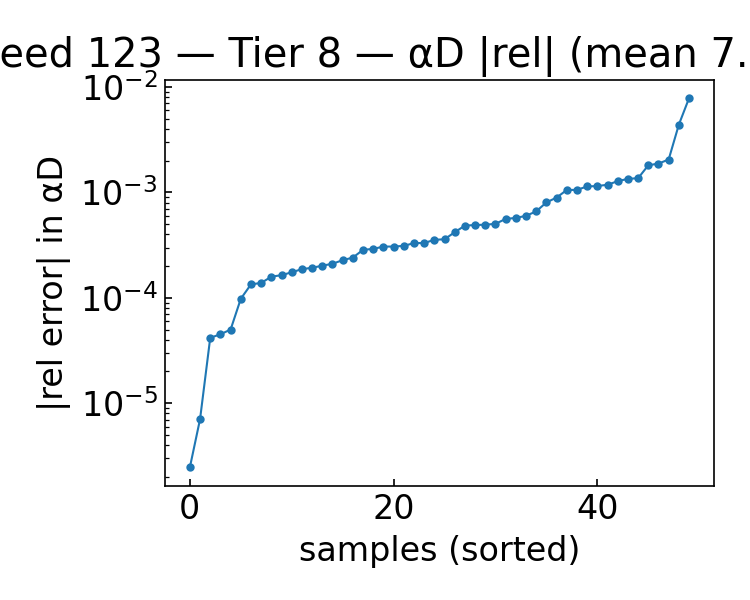 eed 123 — Tier 8 — αD |rel| (mean 7.
10⁻²
10⁻³
10⁻⁴
10⁻⁵
|rel error| in αD
0 20 40
samples (sorted)